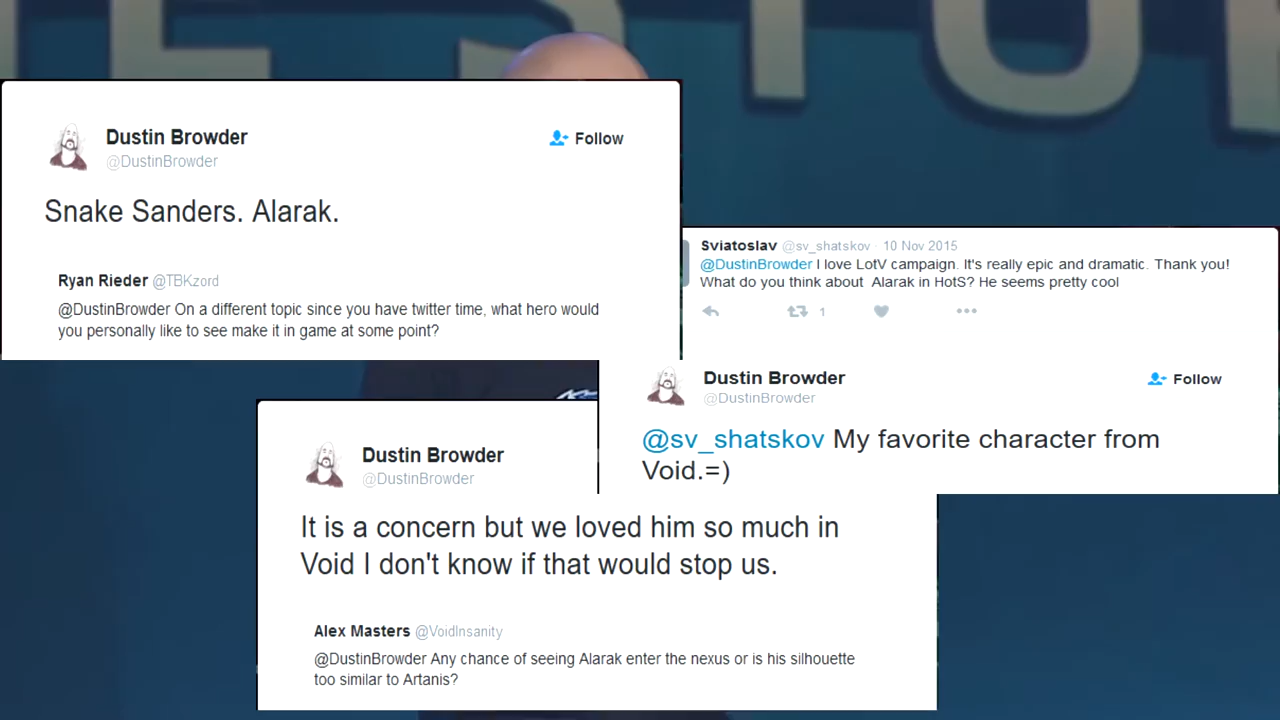 Dustin Browder
@DustinBrowder
Follow
Snake Sanders. Alarak.
Ryan Rieder @TBKzord
@DustinBrowder On a different topic since you have twitter time, what hero would
you personally like to see make it in game at some point?
Sviatoslav @sv_shatskov · 10 Nov 2015
@DustinBrowder I love LotV campaign. It's really epic and dramatic. Thank you!
What do you think about Alarak in HotS? He seems pretty cool
1
Dustin Browder
@DustinBrowder
Follow
@sv_shatskov My favorite character from
Void.=)
Dustin Browder
@DustinBrowder
It is a concern but we loved him so much in
Void I don't know if that would stop us.
Alex Masters @VoidInsanity
@DustinBrowder Any chance of seeing Alarak enter the nexus or is his silhouette
too similar to Artanis?